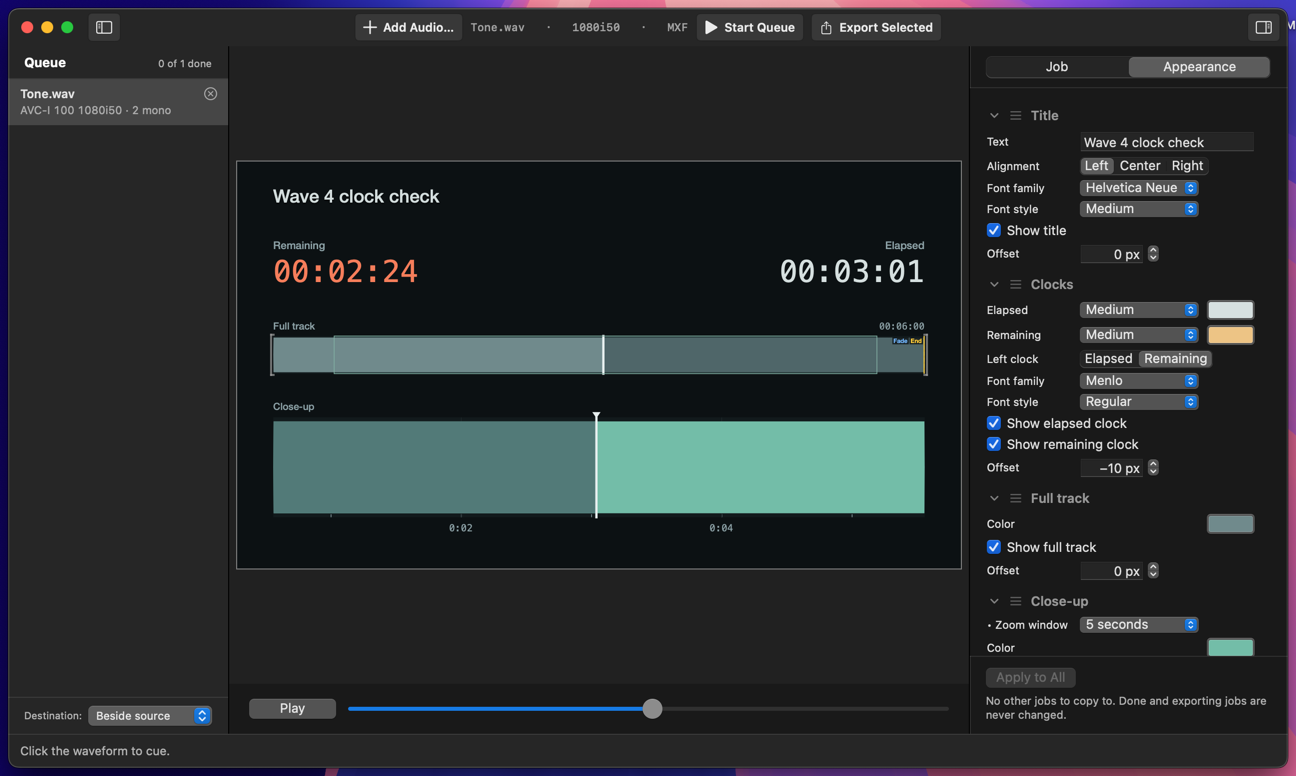 Add Audio... Tone.wav · 1080i50 · MXF Start Queue Export Selected
Queue 0 of 1 done
Tone.wav
AVC-I 100 1080i50 · 2 mono
Destination: Beside source
Click the waveform to cue.
Wave 4 clock check
Remaining Elapsed
00:02:24 00:03:01
Full track 00:06:00
Fade End
Close-up
0:02 0:04
Play
Job Appearance
Title
Text Wave 4 clock check
Alignment Left Center Right
Font family Helvetica Neue
Font style Medium
Show title
Offset 0 px
Clocks
Elapsed Medium
Remaining Medium
Left clock Elapsed Remaining
Font family Menlo
Font style Regular
Show elapsed clock
Show remaining clock
Offset −10 px
Full track
Color
Show full track
Offset 0 px
Close-up
• Zoom window 5 seconds
Color
Apply to All
No other jobs to copy to. Done and exporting jobs are
never changed.